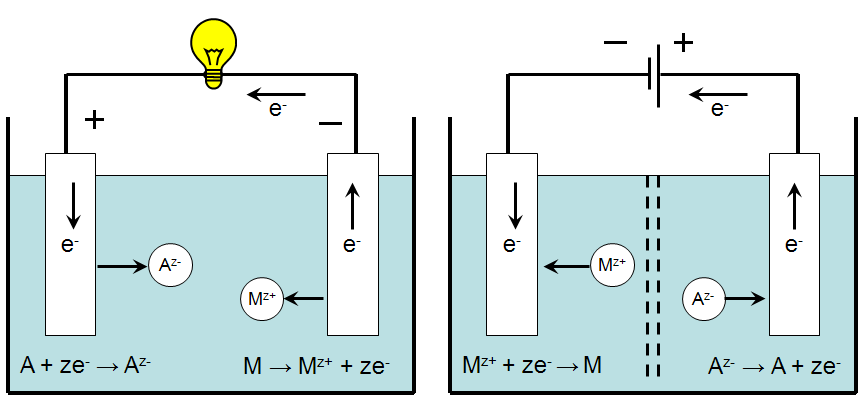 +
−
e-
e-
e-
Aᶻ⁻
Mᶻ⁺
A + ze- → Aᶻ⁻
M → Mᶻ⁺ + ze-
− +
e-
e-
e-
Mᶻ⁺
Aᶻ⁻
Mᶻ⁺ + ze- → M
Aᶻ⁻ → A + ze-